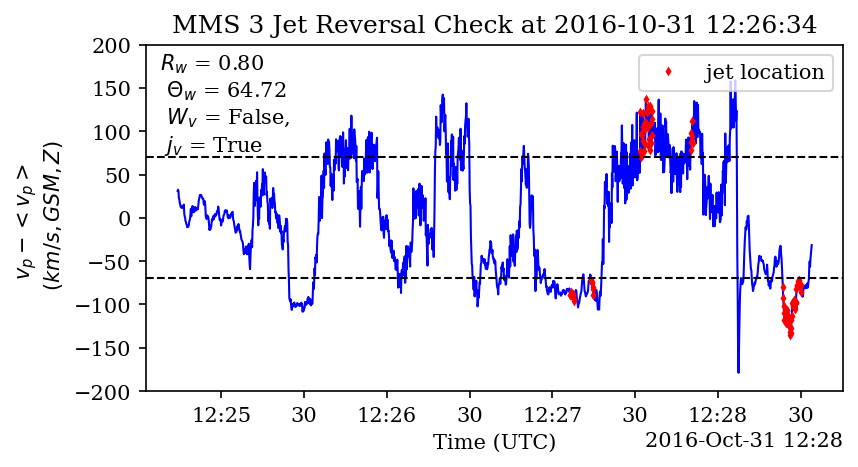 MMS 3 Jet Reversal Check at 2016-10-31 12:26:34
R_w = 0.80
Θ_w = 64.72
W_v = False,
j_v = True
jet location
v_p − < v_p >
(km/s, GSM, Z)
200
150
100
50
0
−50
−100
−150
−200
12:25 30 12:26 30 12:27 30 12:28 30
Time (UTC)
2016-Oct-31 12:28